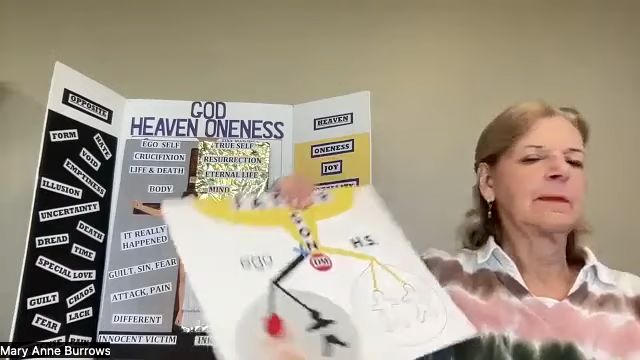 OPPOSITE
FORM
HATE
VOID
EMPTINESS
ILLUSION
UNCERTAINTY
DEATH
DREAD
TIME
SPECIAL LOVE
GUILT
CHAOS
FEAR
LACK
GOD
HEAVEN ONENESS
EGO SELF
TRUE SELF
CRUCIFIXION
RESURRECTION
LIFE & DEATH
ETERNAL LIFE
BODY
MIND
IT REALLY
HAPPENED
GUILT, SIN, FEAR
ATTACK, PAIN
DIFFERENT
INNOCENT VICTIM
HEAVEN
ONENESS
JOY
ego
H.S.
DM
Mary Anne Burrows